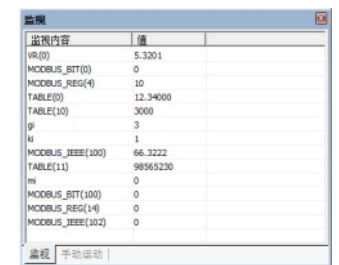 监视
监视内容 值
VR(0) 5.3201
MODBUS_BIT(0) 0
MODBUS_REG(4) 10
TABLE(0) 12.34000
TABLE(10) 3000
gi 3
ki 1
MODBUS_IEEE(100) 66.3222
TABLE(11) 98565230
mi 0
MODBUS_BIT(100) 0
MODBUS_REG(14) 0
MODBUS_IEEE(102) 0
监视 手动运动